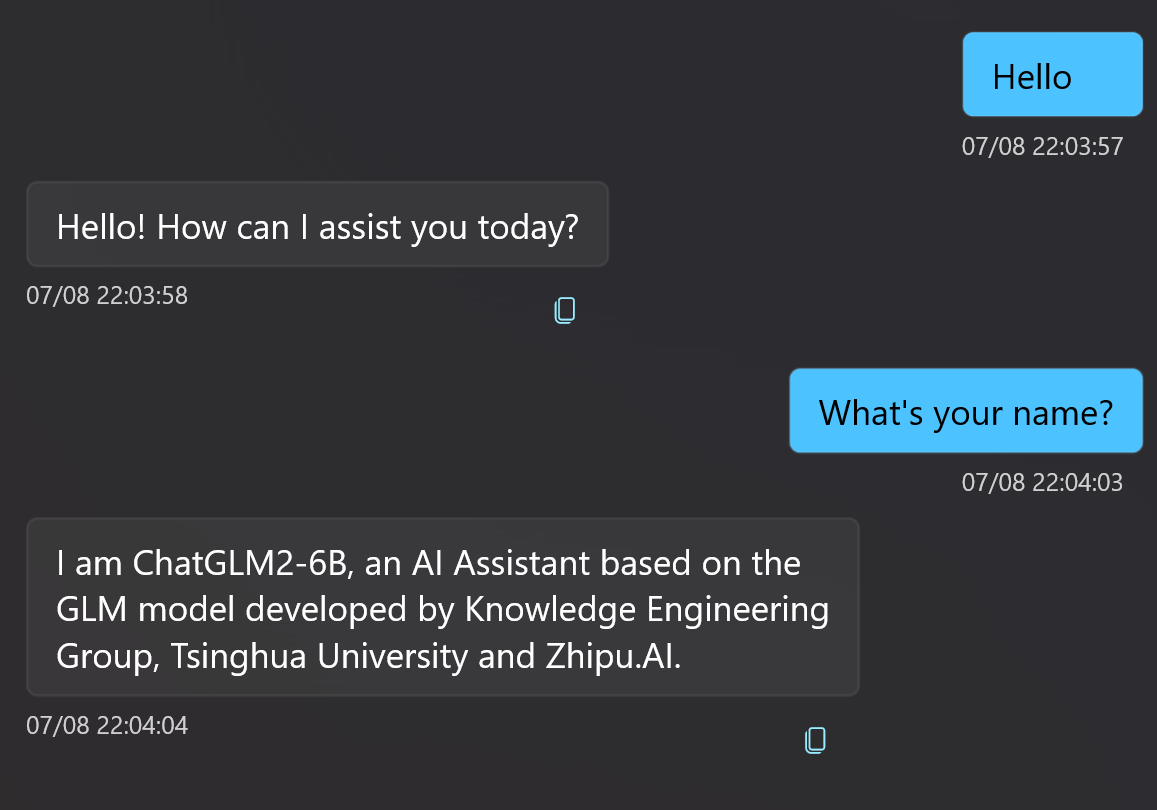 Hello
07/08 22:03:57
Hello! How can I assist you today?
07/08 22:03:58
What's your name?
07/08 22:04:03
I am ChatGLM2-6B, an AI Assistant based on the
GLM model developed by Knowledge Engineering
Group, Tsinghua University and Zhipu.AI.
07/08 22:04:04